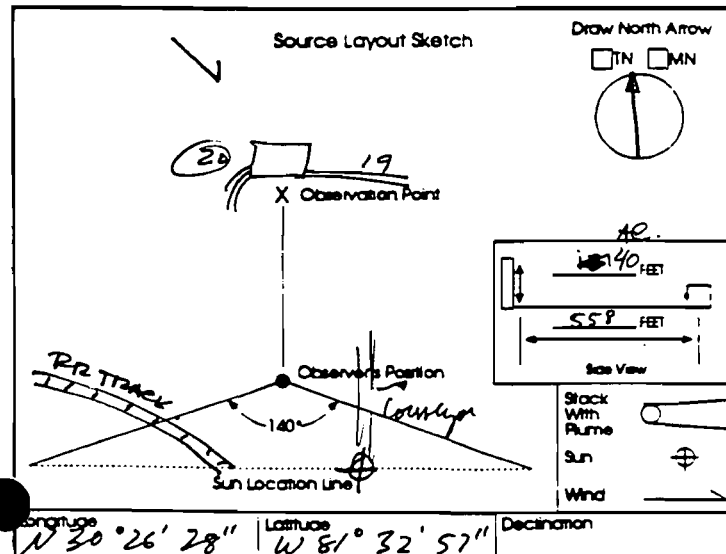 Source Layout Sketch
Draw North Arrow
TN MN
20
19
X Observation Point
40 FEET
558 FEET
Side View
Observers Position
RR TRACK
140°
Sun Location Line
Stack With Plume
Sun
Wind
Longitude N 30° 26' 28"
Latitude W 81° 32' 57"
Declination